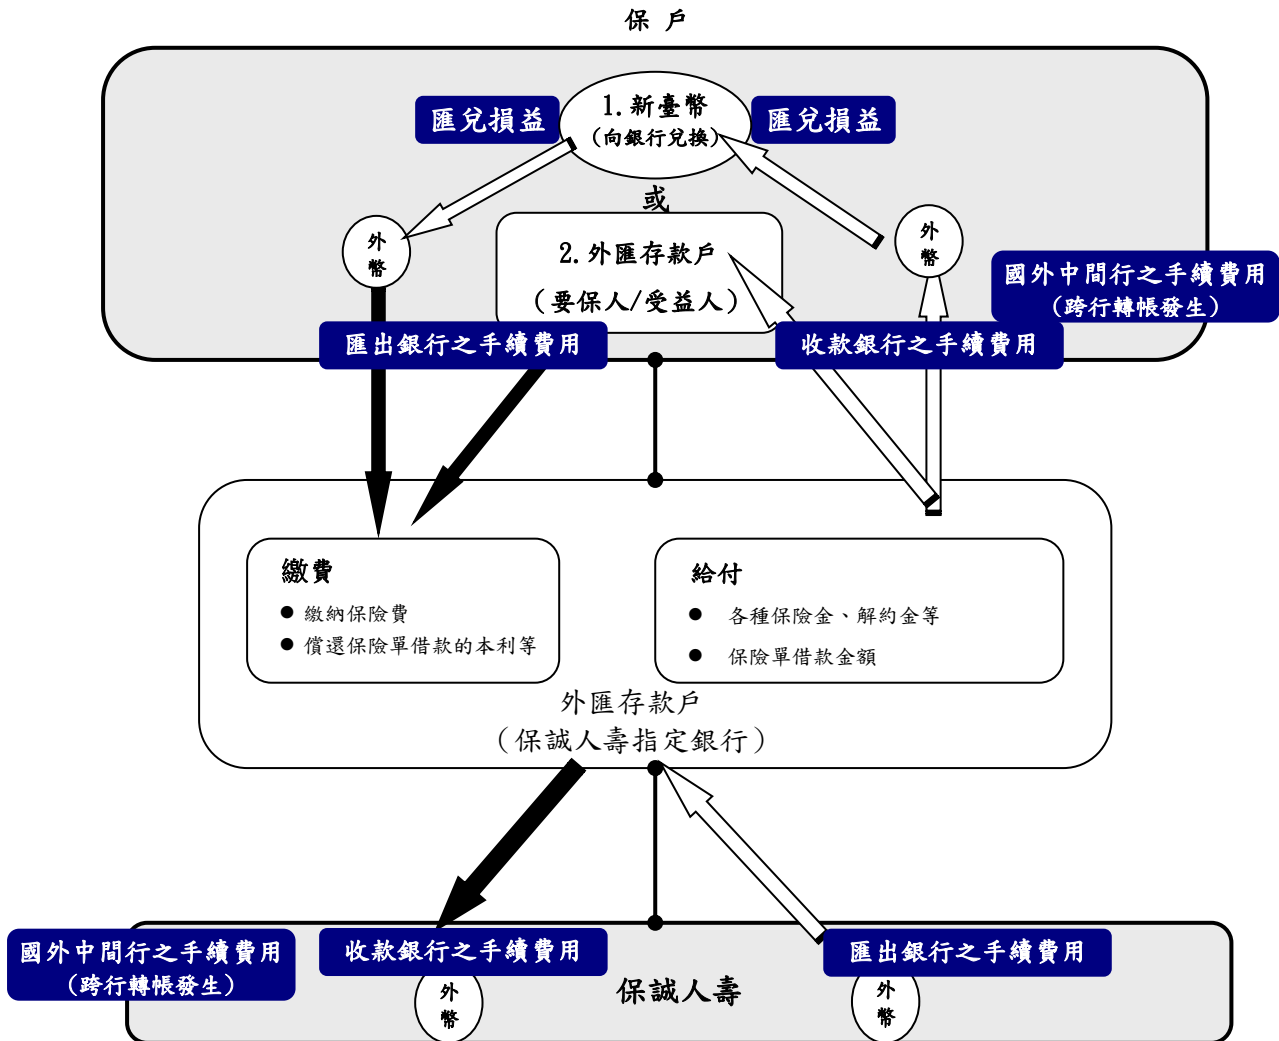 保 戶
匯兌損益
1. 新臺幣
(向銀行兌換)
匯兌損益
或
外
幣
2. 外匯存款戶
(要保人/受益人)
外
幣
國外中間行之手續費用
(跨行轉帳發生)
匯出銀行之手續費用
收款銀行之手續費用
繳費
● 繳納保險費
● 償還保險單借款的本利等
給付
● 各種保險金、解約金等
● 保險單借款金額
外匯存款戶
(保誠人壽指定銀行)
國外中間行之手續費用
(跨行轉帳發生)
收款銀行之手續費用
外
幣
保誠人壽
匯出銀行之手續費用
外
幣